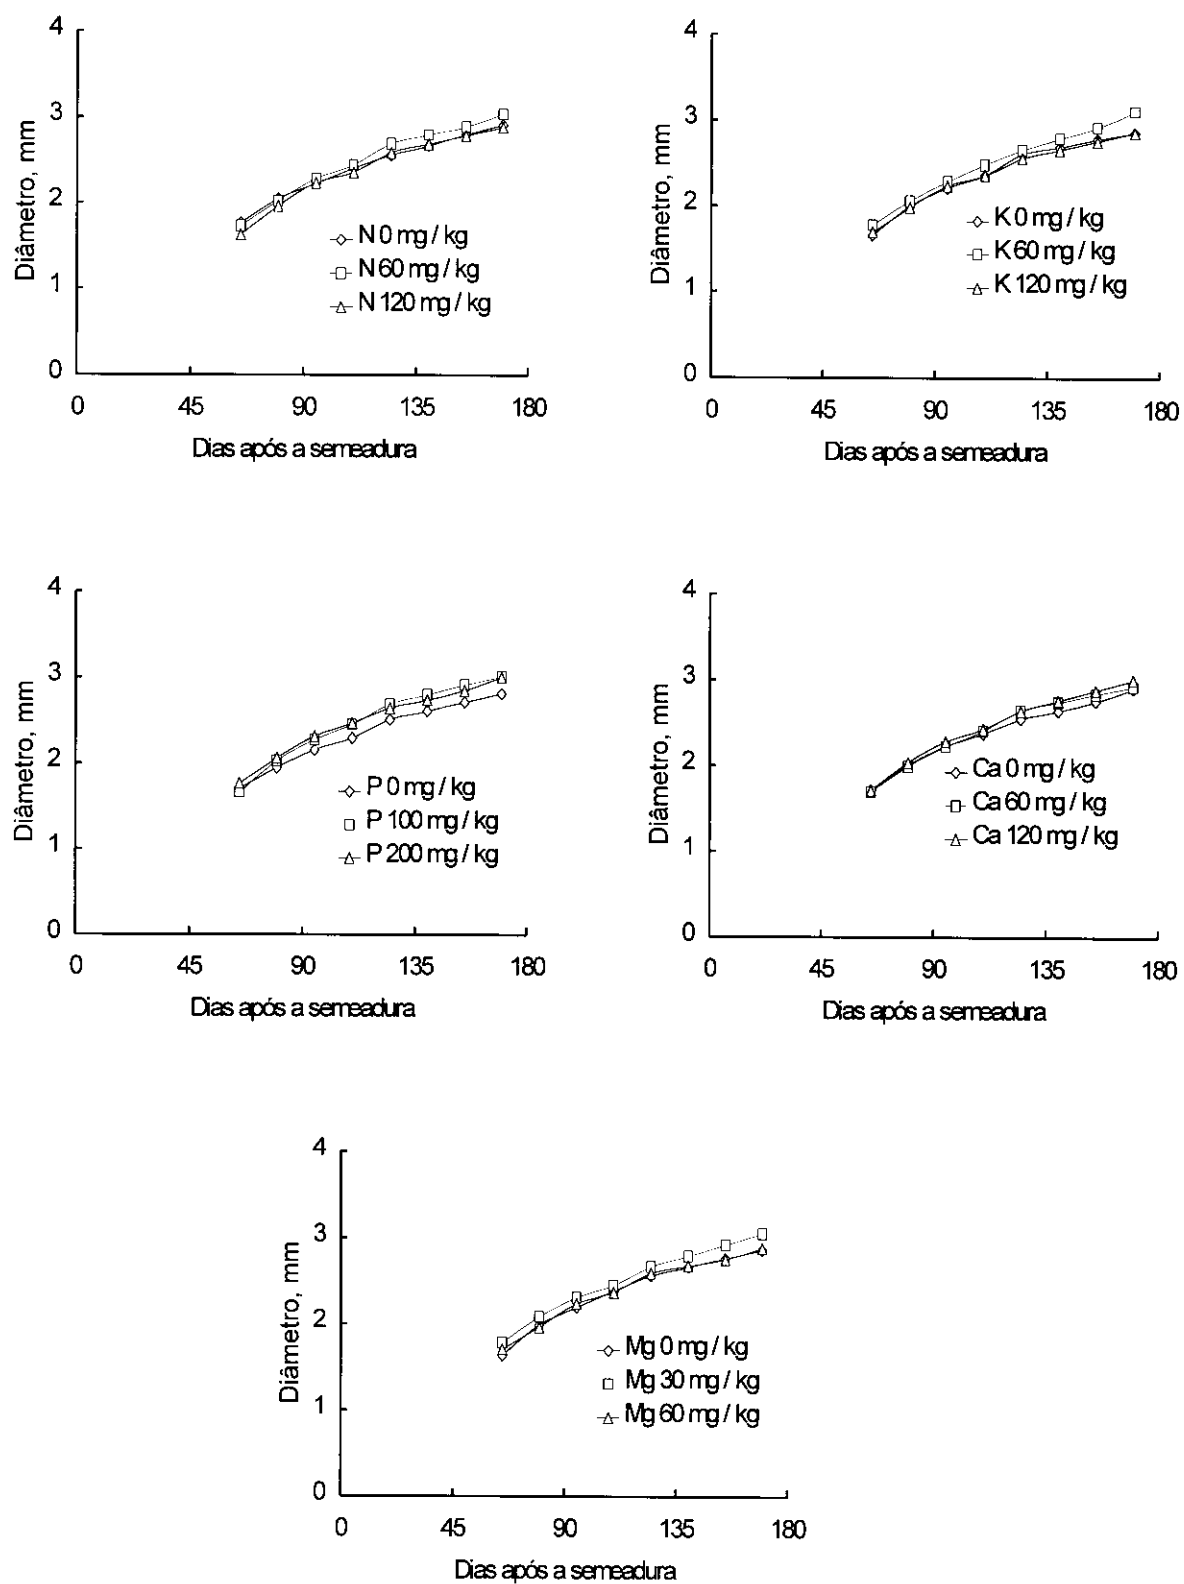 4
3
2
1
0
Diâmetro, mm
N 0 mg / kg
N 60 mg / kg
N 120 mg / kg
0 45 90 135 180
Dias após a semeadura
4
3
2
1
0
Diâmetro, mm
K 0 mg / kg
K 60 mg / kg
K 120 mg / kg
0 45 90 135 180
Dias após a semeadura
4
3
2
1
0
Diâmetro, mm
P 0 mg / kg
P 100 mg / kg
P 200 mg / kg
0 45 90 135 180
Dias após a semeadura
4
3
2
1
0
Diâmetro, mm
Ca 0 mg / kg
Ca 60 mg / kg
Ca 120 mg / kg
0 45 90 135 180
Dias após a semeadura
4
3
2
1
0
Diâmetro, mm
Mg 0 mg / kg
Mg 30 mg / kg
Mg 60 mg / kg
0 45 90 135 180
Dias após a semeadura